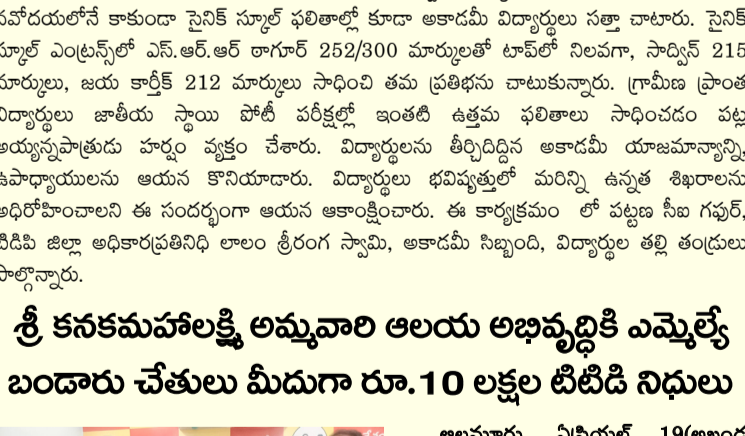 నవోదయలోనే కాకుండా సైనిక్ స్కూల్ ఫలితాల్లో కూడా అకాడమీ విద్యార్థులు సత్తా చాటారు. సైనిక్
స్కూల్ ఎంట్రన్స్‌లో ఎస్.ఆర్.ఆర్ ఠాగూర్ 252/300 మార్కులతో టాప్‌లో నిలవగా, సాద్విన్ 215
మార్కులు, జయ కార్తీక్ 212 మార్కులు సాధించి తమ ప్రతిభను చాటుకున్నారు. గ్రామీణ ప్రాంత
విద్యార్థులు జాతీయ స్థాయి పోటీ పరీక్షల్లో ఇంతటి ఉత్తమ ఫలితాలు సాధించడం పట్ల
అయ్యన్నపాత్రుడు హర్షం వ్యక్తం చేశారు. విద్యార్థులను తీర్చిదిద్దిన అకాడమీ యాజమాన్యాన్ని,
ఉపాధ్యాయులను ఆయన కొనియాడారు. విద్యార్థులు భవిష్యత్తులో మరిన్ని ఉన్నత శిఖరాలను
అధిరోహించాలని ఈ సందర్భంగా ఆయన ఆకాంక్షించారు. ఈ కార్యక్రమం లో పట్టణ సీఐ గఫుర్,
టిడిపి జిల్లా అధికారప్రతినిధి లాలం శ్రీరంగ స్వామి, అకాడమీ సిబ్బంది, విద్యార్థుల తల్లి తండ్రులు
పాల్గొన్నారు.
శ్రీ కనకమహాలక్ష్మి అమ్మవారి ఆలయ అభివృద్ధికి ఎమ్మెల్యే
బండారు చేతులు మీదుగా రూ.10 లక్షల టిటిడి నిధులు
19